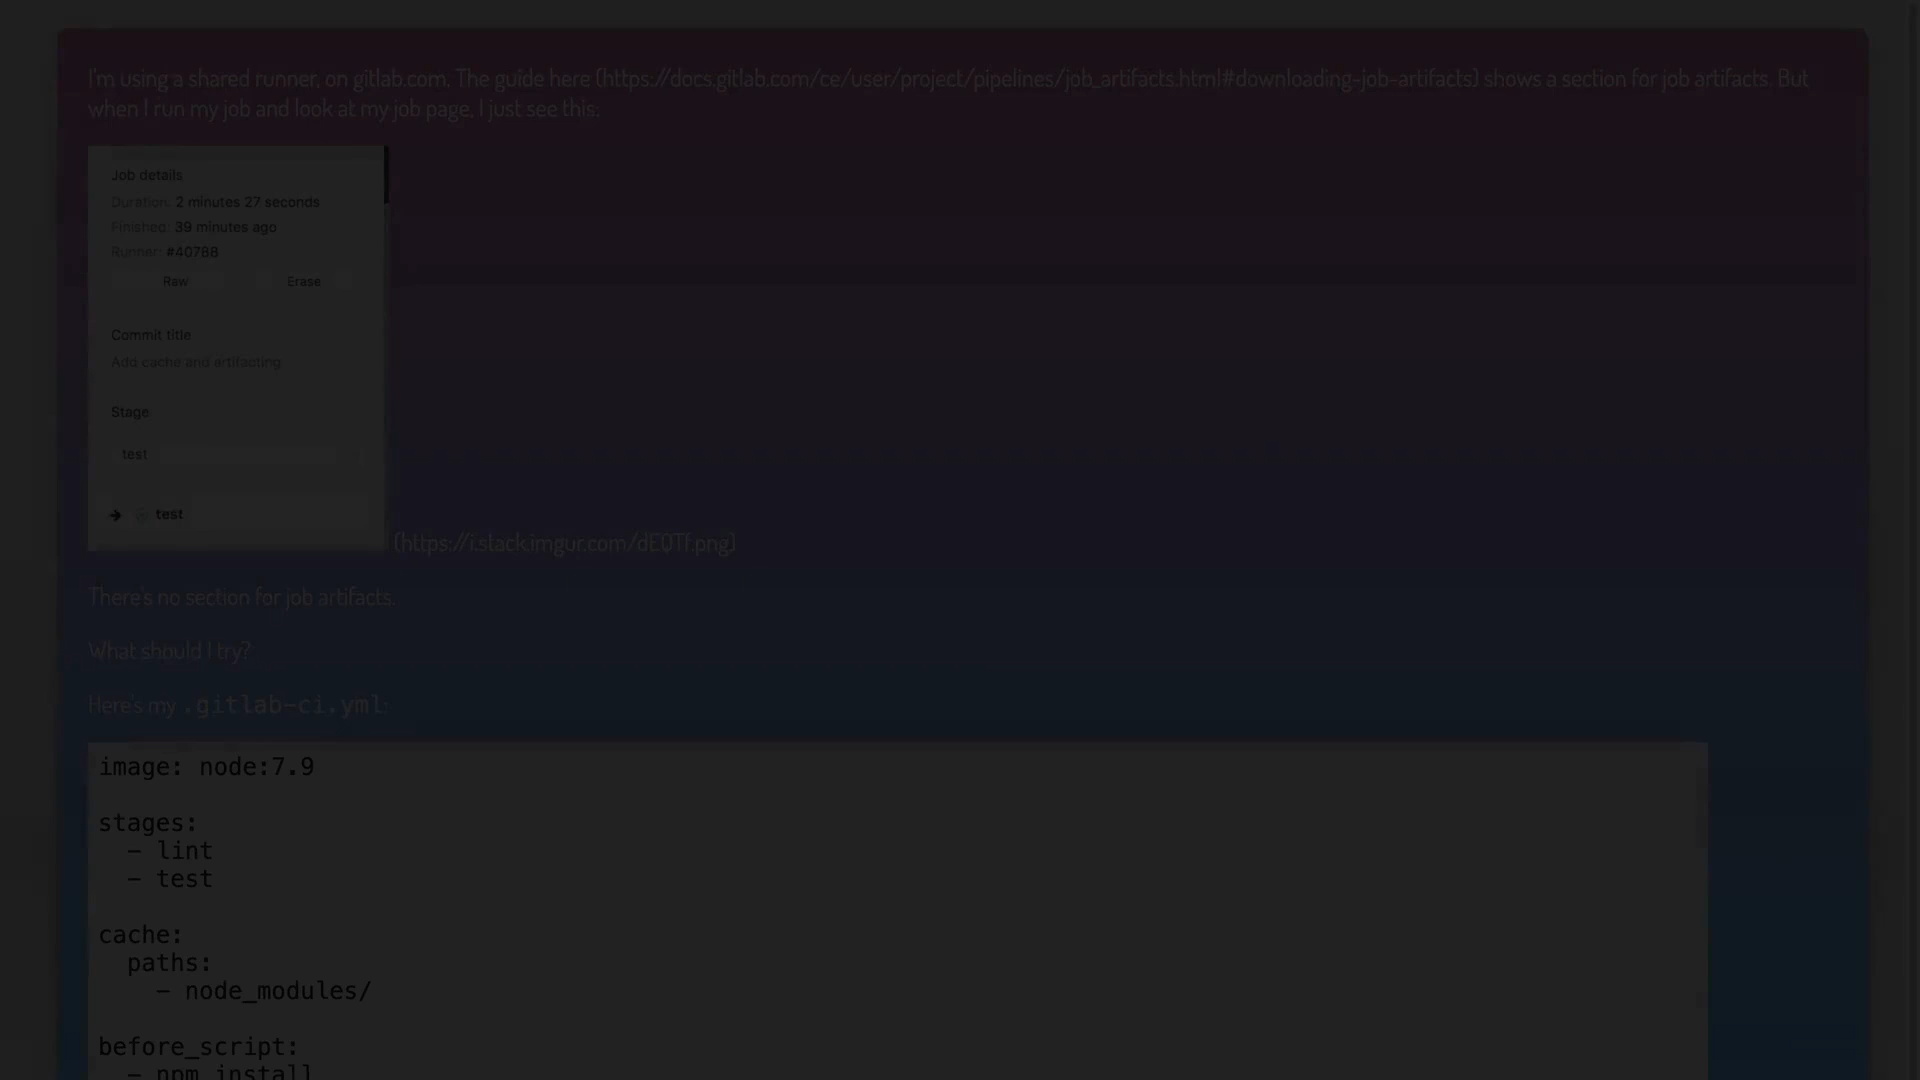 I'm using a shared runner, on gitlab.com. The guide here (https://docs.gitlab.com/ce/user/project/pipelines/job_artifacts.html#downloading-job-artifacts) shows a section for job artifacts. But
when I run my job and look at my job page, I just see this:
Job details
Duration: 2 minutes 27 seconds
Finished: 39 minutes ago
Runner: #40788
Raw Erase
Commit title
Add cache and artifacting
Stage
test
→ test
(https://i.stack.imgur.com/dEQTf.png)
There's no section for job artifacts.
What should I try?
Here's my .gitlab-ci.yml:
image: node:7.9
stages:
- lint
- test
cache:
paths:
- node_modules/
before_script:
- npm install